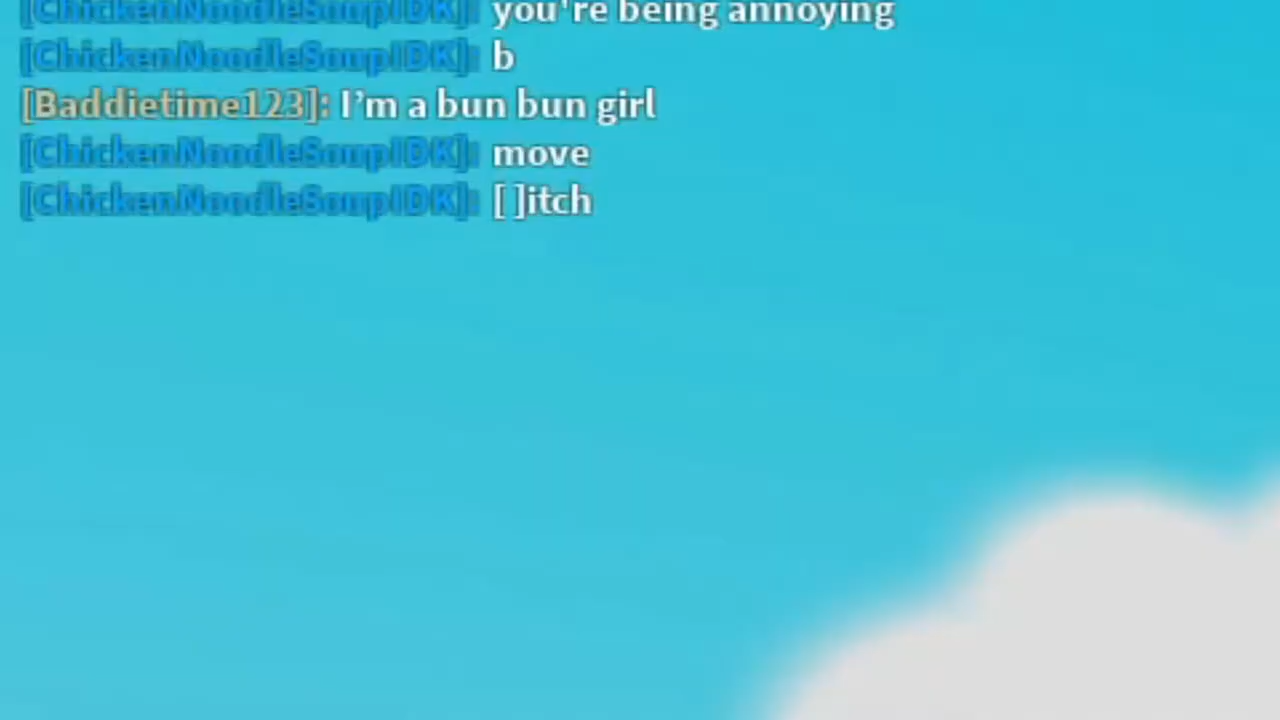 [ChickenNoodleSoupIDK]: you're being annoying
[ChickenNoodleSoupIDK]: b
[Baddietime123]: I’m a bun bun girl
[ChickenNoodleSoupIDK]: move
[ChickenNoodleSoupIDK]: [ ]itch